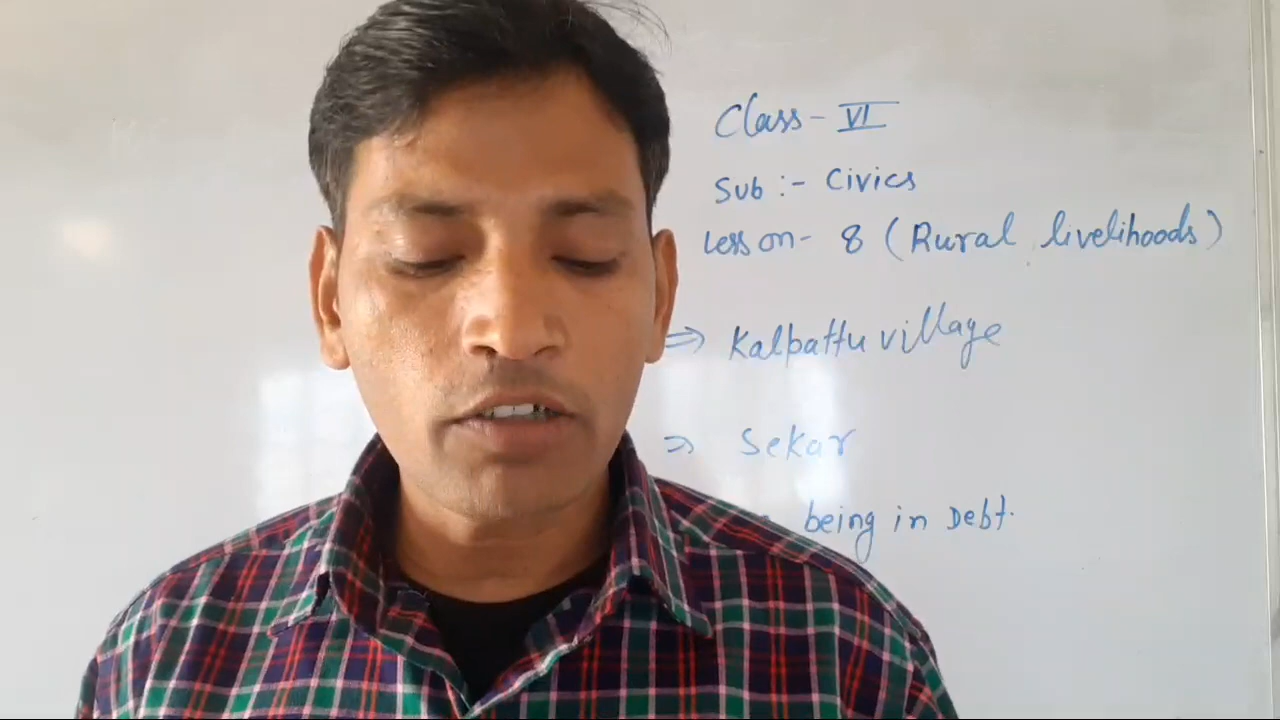 Class - VI
Sub :- Civics
Lesson - 8 (Rural livelihoods)
⇒ Kalpattu village
⇒ Sekar
being in Debt.